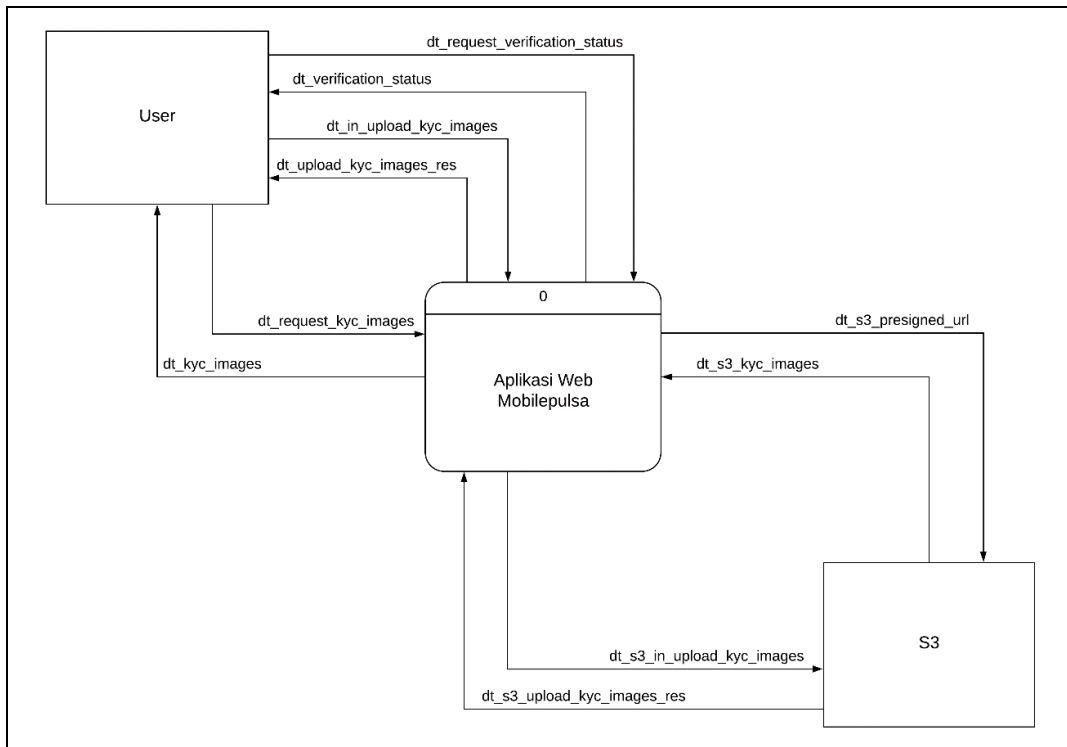 dt_request_verification_status
dt_verification_status
User
dt_in_upload_kyc_images
dt_upload_kyc_images_res
0
dt_request_kyc_images
dt_s3_presigned_url
dt_kyc_images
dt_s3_kyc_images
Aplikasi Web
Mobilepulsa
S3
dt_s3_in_upload_kyc_images
dt_s3_upload_kyc_images_res